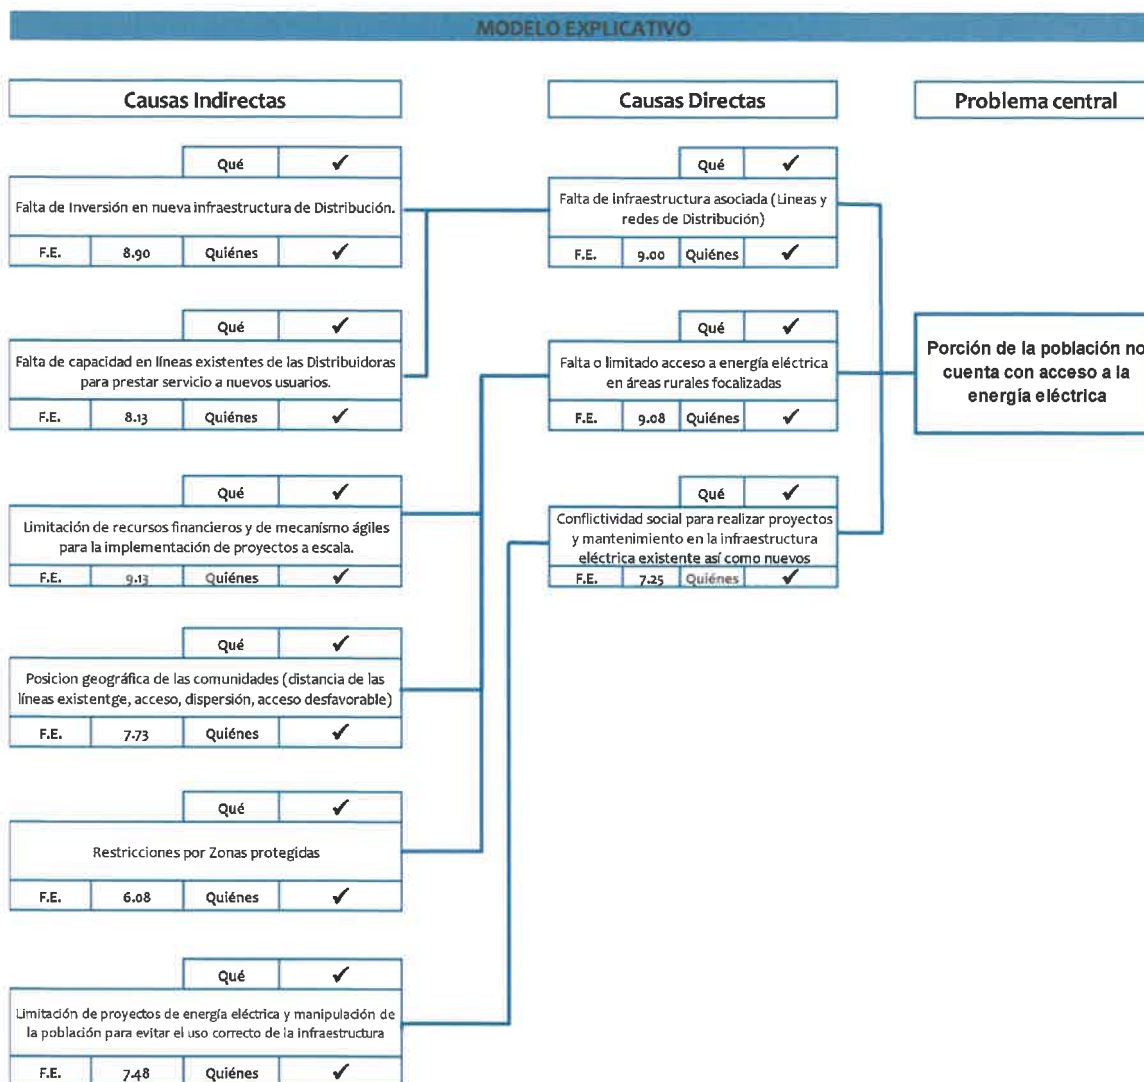 MODELO EXPLICATIVO
Causas Indirectas
Causas Directas
Problema central
Qué ✓
Falta de Inversión en nueva infraestructura de Distribución.
F.E. 8.90 Quiénes ✓
Qué ✓
Falta de capacidad en líneas existentes de las Distribuidoras
para prestar servicio a nuevos usuarios.
F.E. 8.13 Quiénes ✓
Qué ✓
Limitación de recursos financieros y de mecanísmo ágiles
para la implementación de proyectos a escala.
F.E. 9.13 Quiénes ✓
Qué ✓
Posicion geográfica de las comunidades (distancia de las
líneas existentge, acceso, dispersión, acceso desfavorable)
F.E. 7.73 Quiénes ✓
Qué ✓
Restricciones por Zonas protegidas
F.E. 6.08 Quiénes ✓
Qué ✓
Limitación de proyectos de energía eléctrica y manipulación de
la población para evitar el uso correcto de la infraestructura
F.E. 7.48 Quiénes ✓
Qué ✓
Falta de infraestructura asociada (Lineas y
redes de Distribución)
F.E. 9.00 Quiénes ✓
Qué ✓
Falta o limitado acceso a energía eléctrica
en áreas rurales focalizadas
F.E. 9.08 Quiénes ✓
Qué ✓
Conflictividad social para realizar proyectos
y mantenimiento en la infraestructura
eléctrica existente así como nuevos
F.E. 7.25 Quiénes ✓
Porción de la población no
cuenta con acceso a la
energía eléctrica